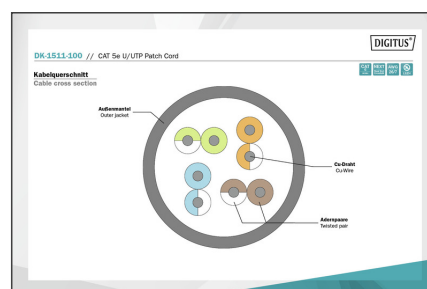 DIGITUS®
DK-1511-100 // CAT 5e U/UTP Patch Cord
Kabelquerschnitt
Cable cross section
Außenmantel
Outer jacket
Cu-Draht
Cu-Wire
Adernpaare
Twisted pair